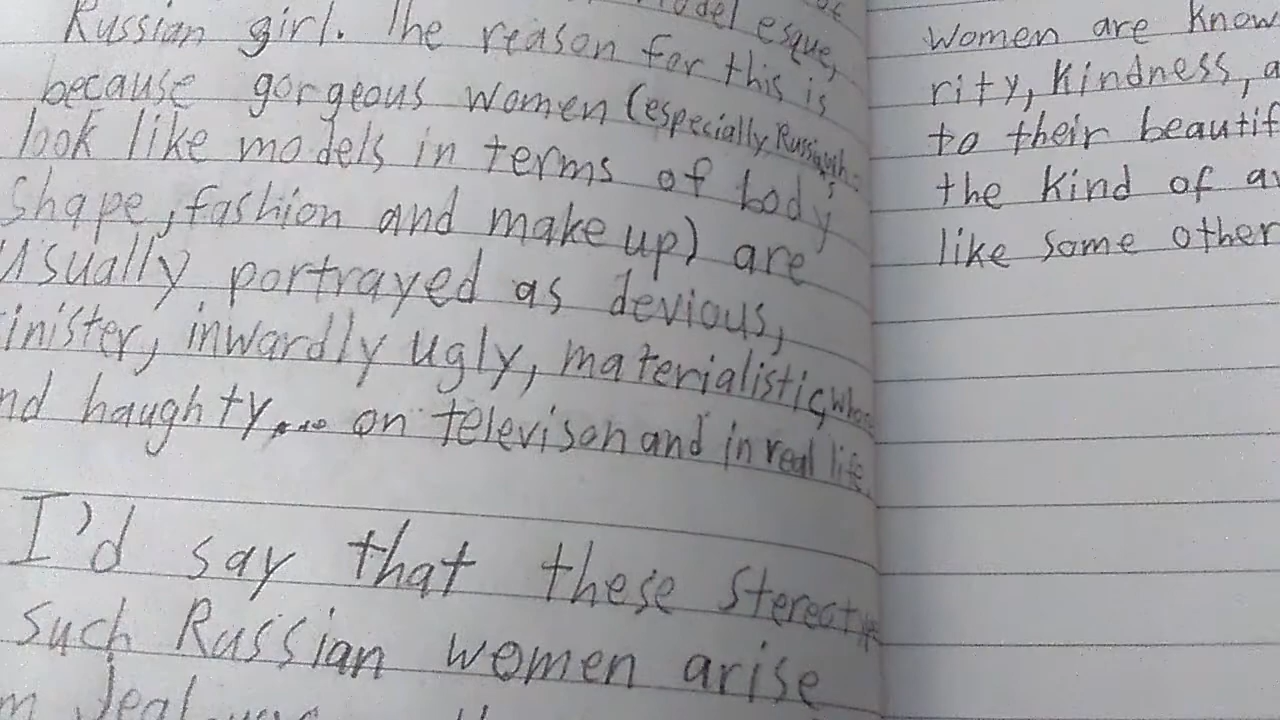 odel esque,
Russian girl. The reason for this is
because gorgeous women (especially Russian
look like models in terms of body
shape, fashion and make up) are
usually portrayed as devious,
inister, inwardly ugly, materialistic,
nd haughty... on televison and in real life.
I'd say that these Stereoty
such Russian women arise
women are know
rity, kindness, a
to their beautif
the kind of
like some other